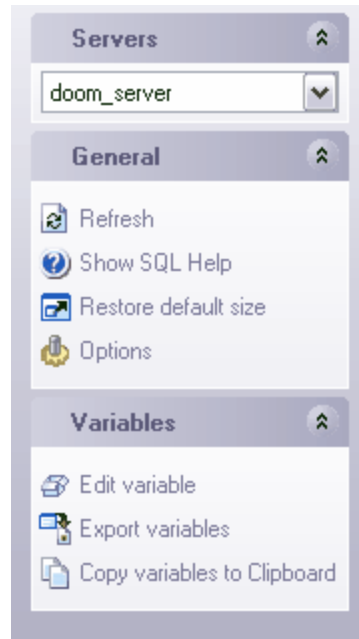 Servers
doom_server
General
Refresh
Show SQL Help
Restore default size
Options
Variables
Edit variable
Export variables
Copy variables to Clipboard